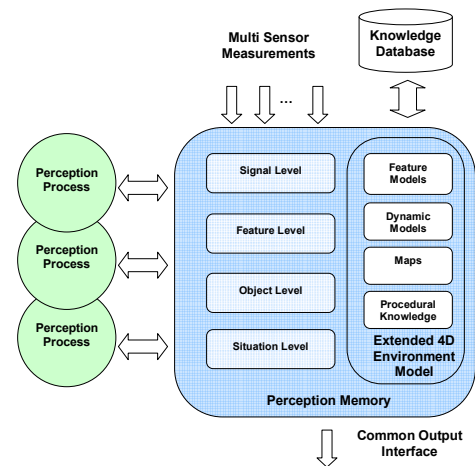 Multi Sensor
Measurements
Knowledge
Database
...
Perception
Process
Perception
Process
Perception
Process
Signal Level
Feature Level
Object Level
Situation Level
Feature
Models
Dynamic
Models
Maps
Procedural
Knowledge
Extended 4D
Environment
Model
Perception Memory
Common Output
Interface